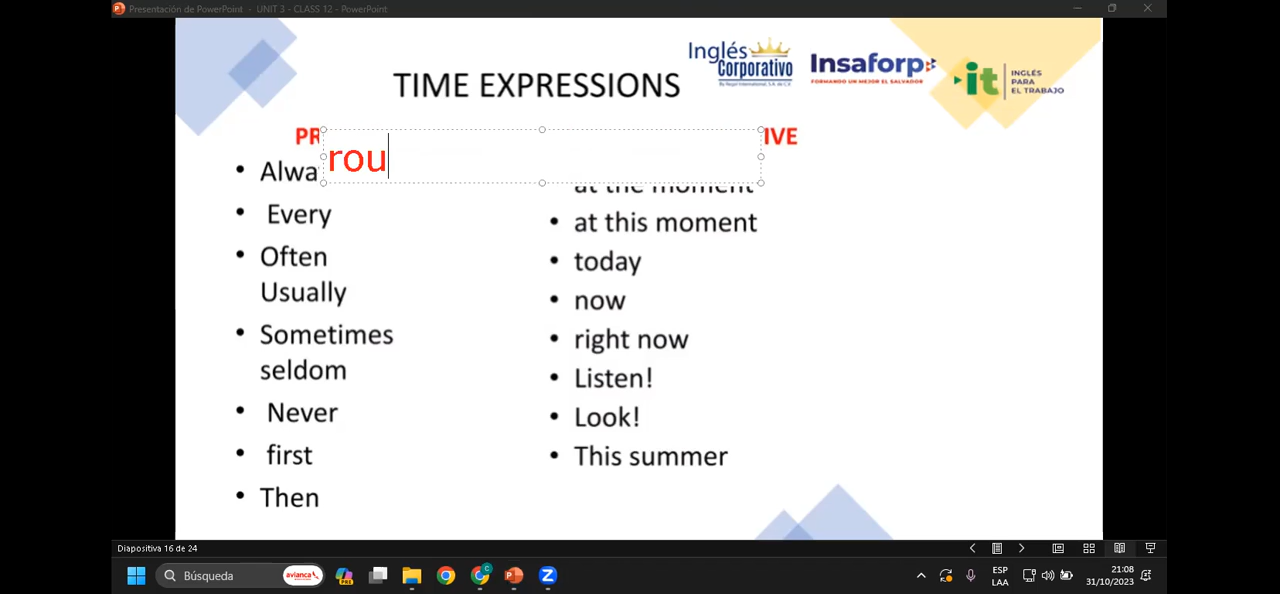 Presentación de PowerPoint - UNIT 3 - CLASS 12 - PowerPoint
TIME EXPRESSIONS
Inglés
Corporativo
Insaforp
FORMANDO UN MEJOR EL SALVADOR
it
INGLÉS
PARA
EL TRABAJO
PR
IVE
rou
• Alwa
• Every
• Often
Usually
• Sometimes
seldom
• Never
• first
• Then
at the moment
• at this moment
• today
• now
• right now
• Listen!
• Look!
• This summer
Diapositiva 16 de 24
Búsqueda
avianca
PRE
C
ESP
LAA
21:08
31/10/2023